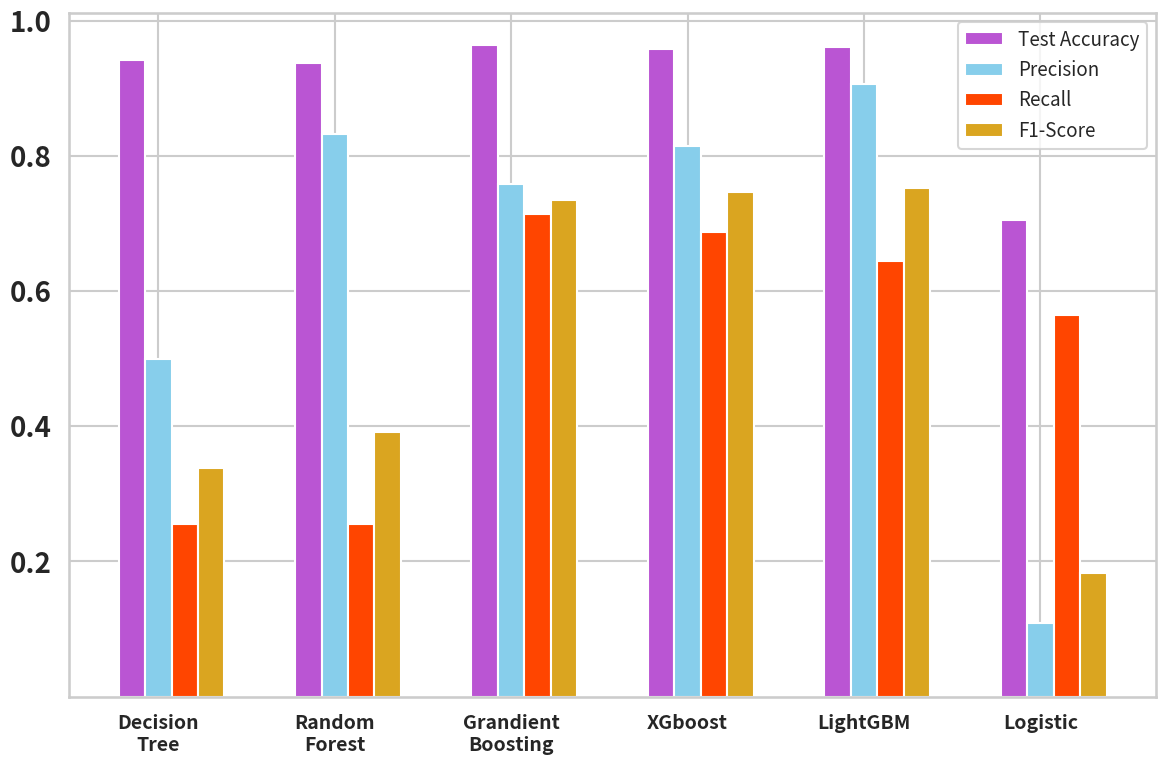 1.0
0.8
0.6
0.4
0.2
Test Accuracy
Precision
Recall
F1-Score
Decision
Tree
Random
Forest
Grandient
Boosting
XGboost
LightGBM
Logistic